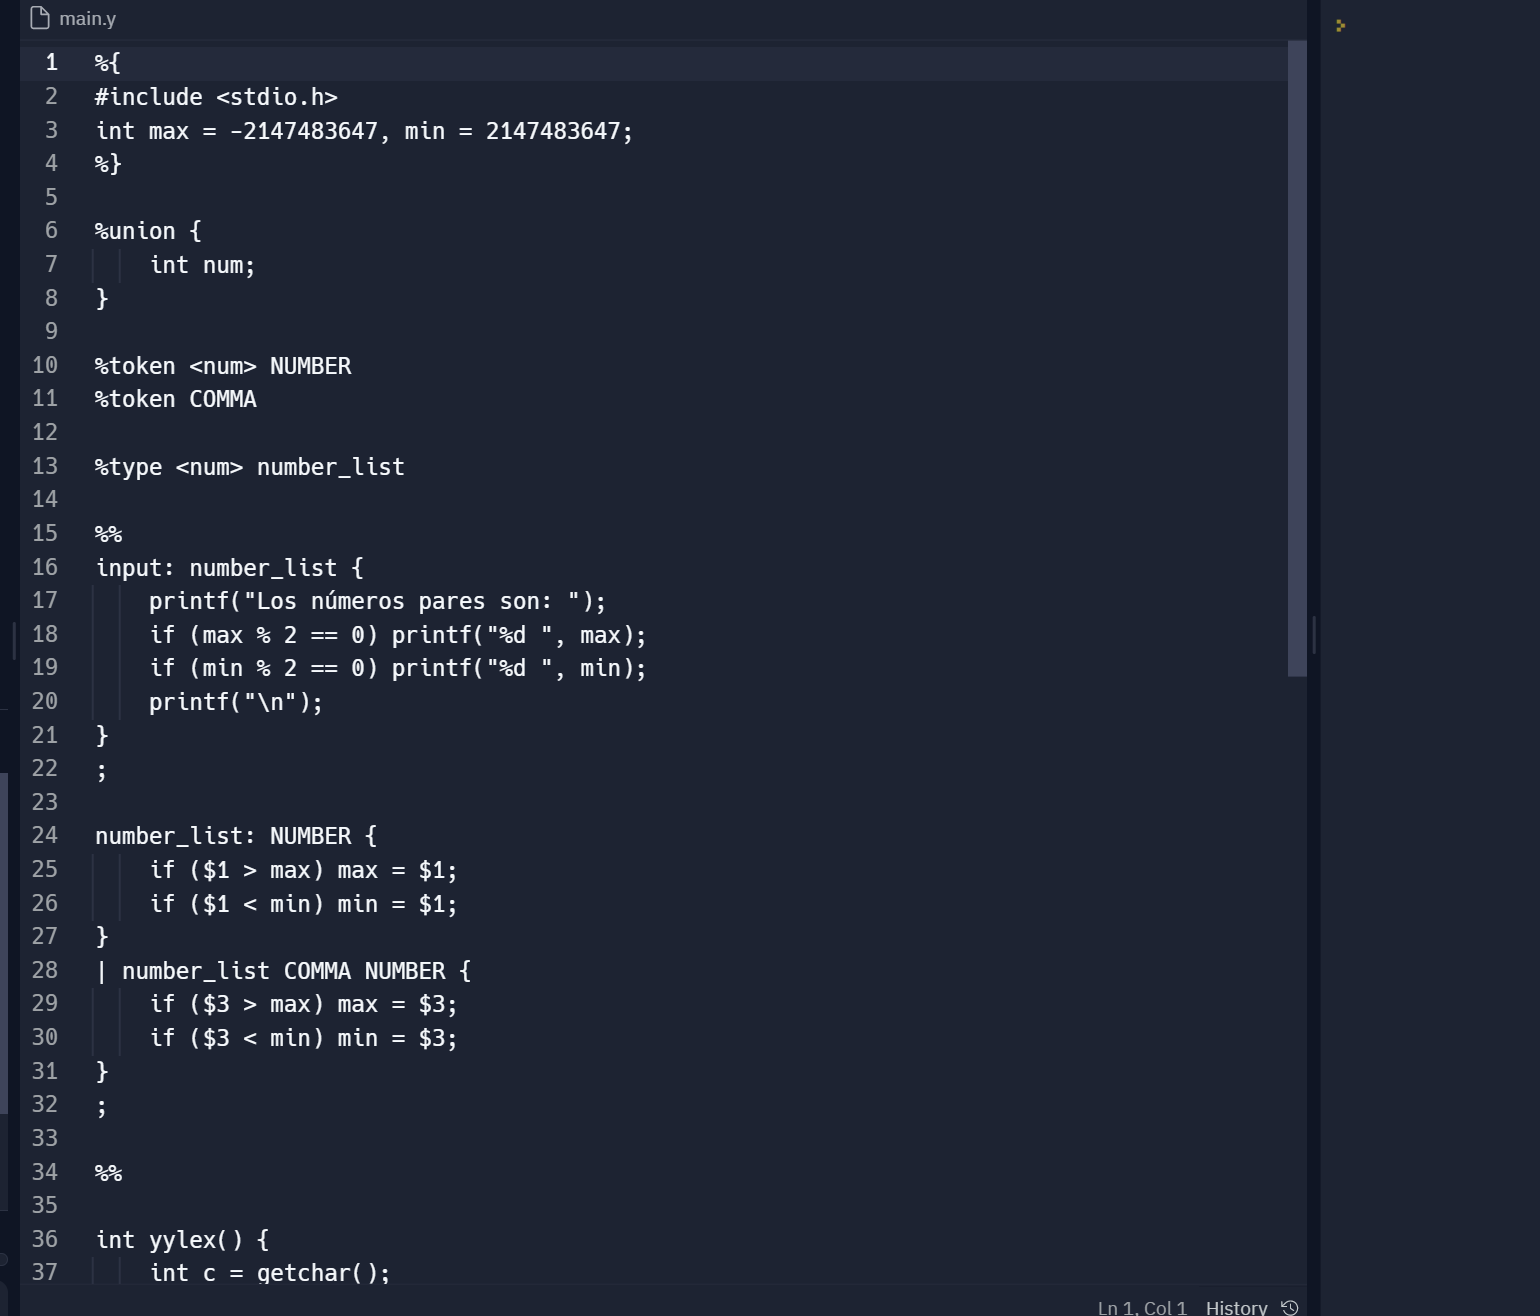 main.y
1 %{
2 #include <stdio.h>
3 int max = -2147483647, min = 2147483647;
4 %}
5
6 %union {
7     int num;
8 }
9
10 %token <num> NUMBER
11 %token COMMA
12
13 %type <num> number_list
14
15 %%
16 input: number_list {
17     printf("Los números pares son: ");
18     if (max % 2 == 0) printf("%d ", max);
19     if (min % 2 == 0) printf("%d ", min);
20     printf("\n");
21 }
22 ;
23
24 number_list: NUMBER {
25     if ($1 > max) max = $1;
26     if ($1 < min) min = $1;
27 }
28 | number_list COMMA NUMBER {
29     if ($3 > max) max = $3;
30     if ($3 < min) min = $3;
31 }
32 ;
33
34 %%
35
36 int yylex() {
37     int c = getchar();
Ln 1, Col 1 History